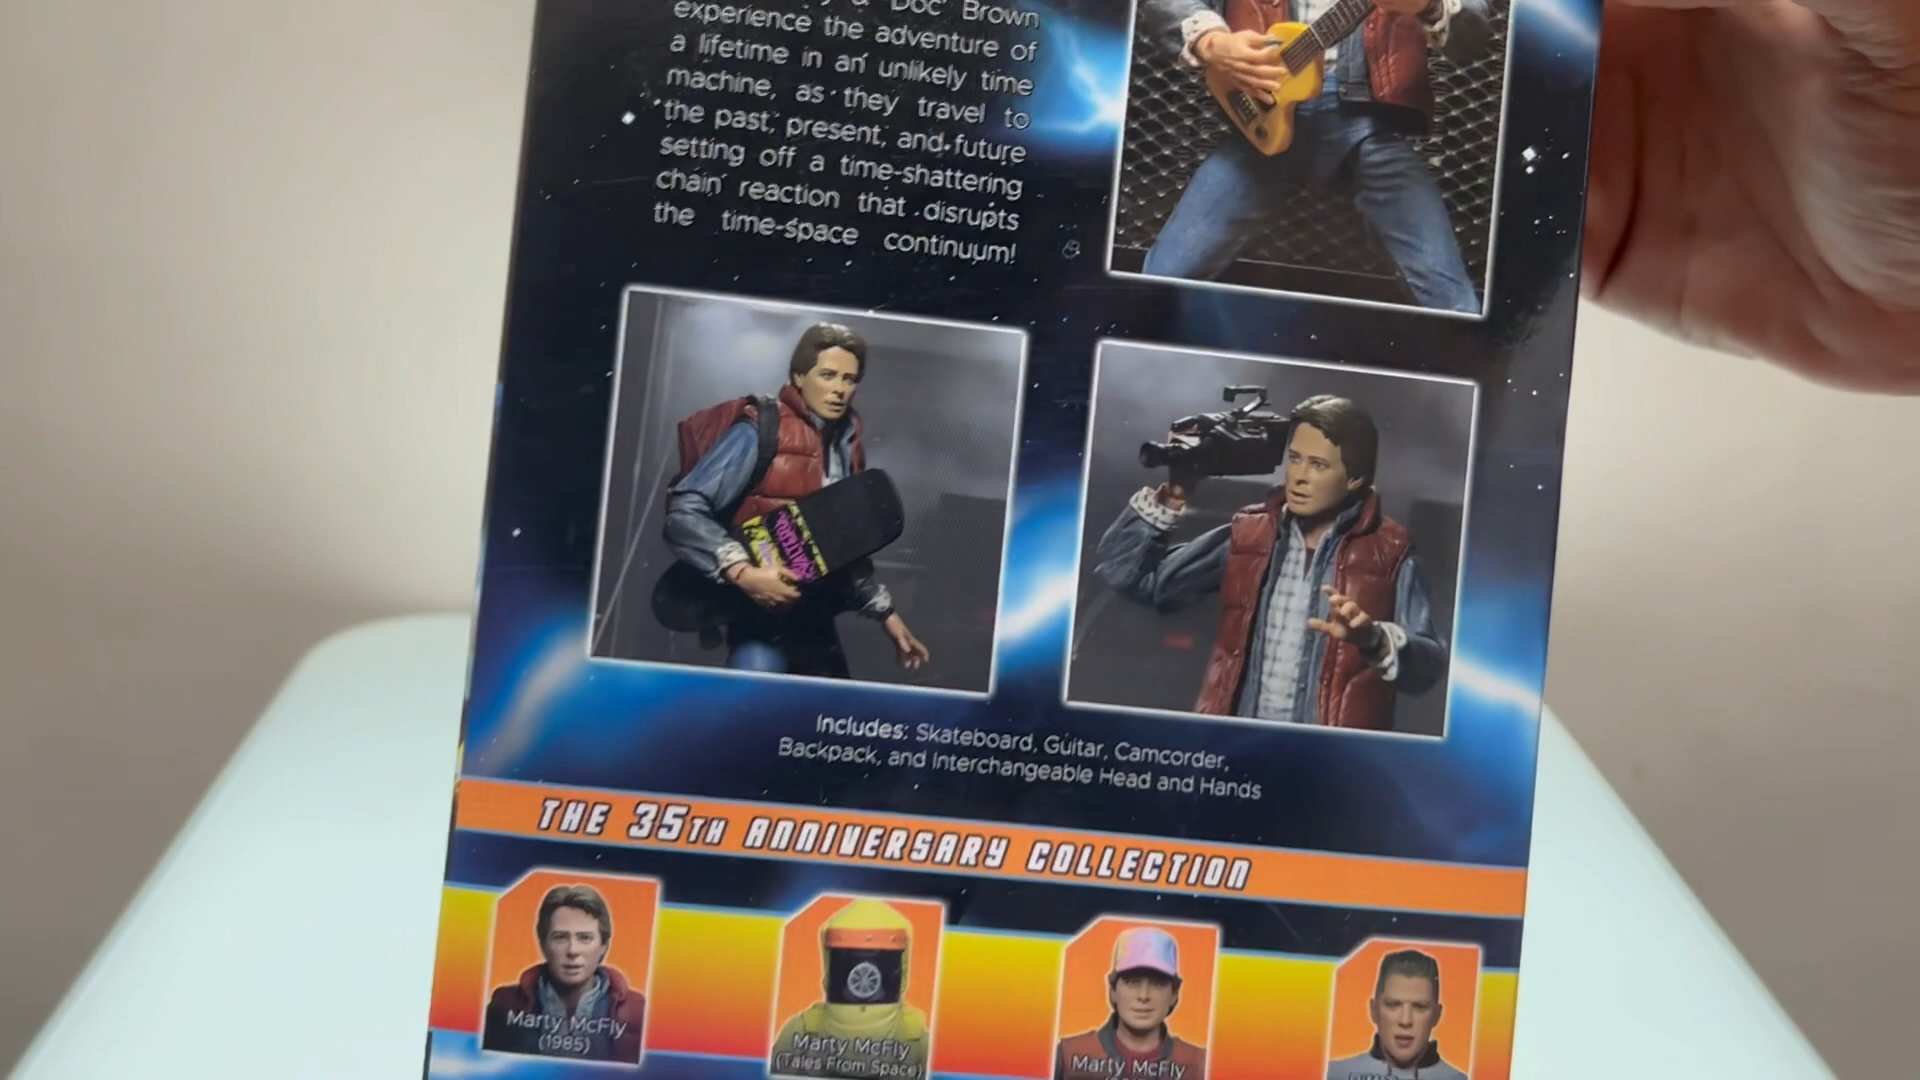 Doc' Brown
experience the adventure of
a lifetime in an unlikely time
machine, as they travel to
the past, present, and future
setting off a time-shattering
chain reaction that disrupts
the time-space continuum!
Includes: Skateboard, Guitar, Camcorder,
Backpack, and Interchangeable Head and Hands
THE 35TH ANNIVERSARY COLLECTION
Marty McFly
(1985)
Marty McFly
(Tales From Space)
Marty McFly